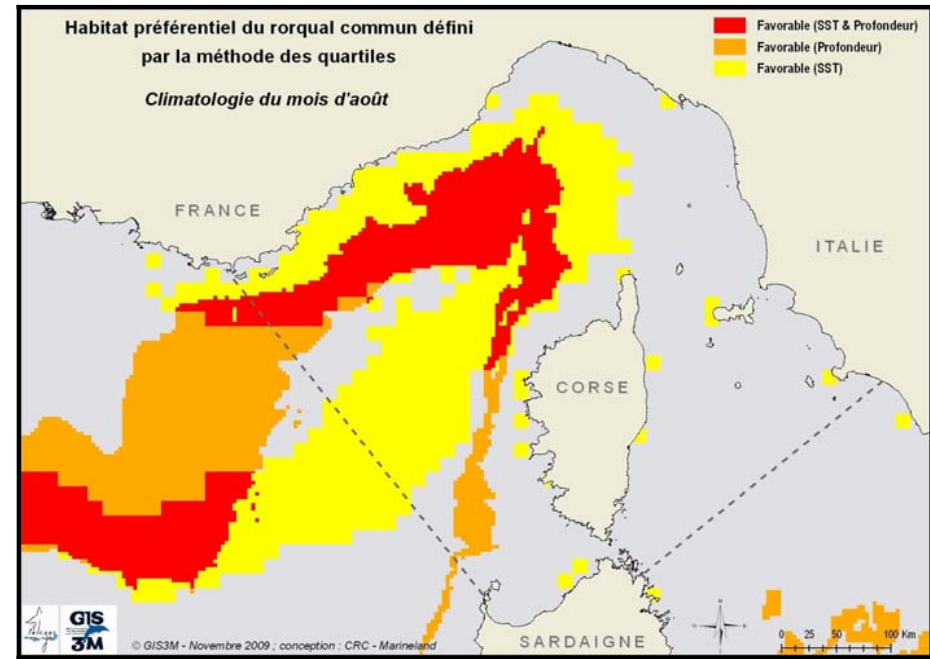 Habitat préférentiel du rorqual commun défini
par la méthode des quartiles
Climatologie du mois d'août
Favorable (SST & Profondeur)
Favorable (Profondeur)
Favorable (SST)
FRANCE
ITALIE
CORSE
SARDAIGNE
GIS
3M
© GIS3M - Novembre 2009 ; conception : CRC - Marineland
0 25 50 100 Km